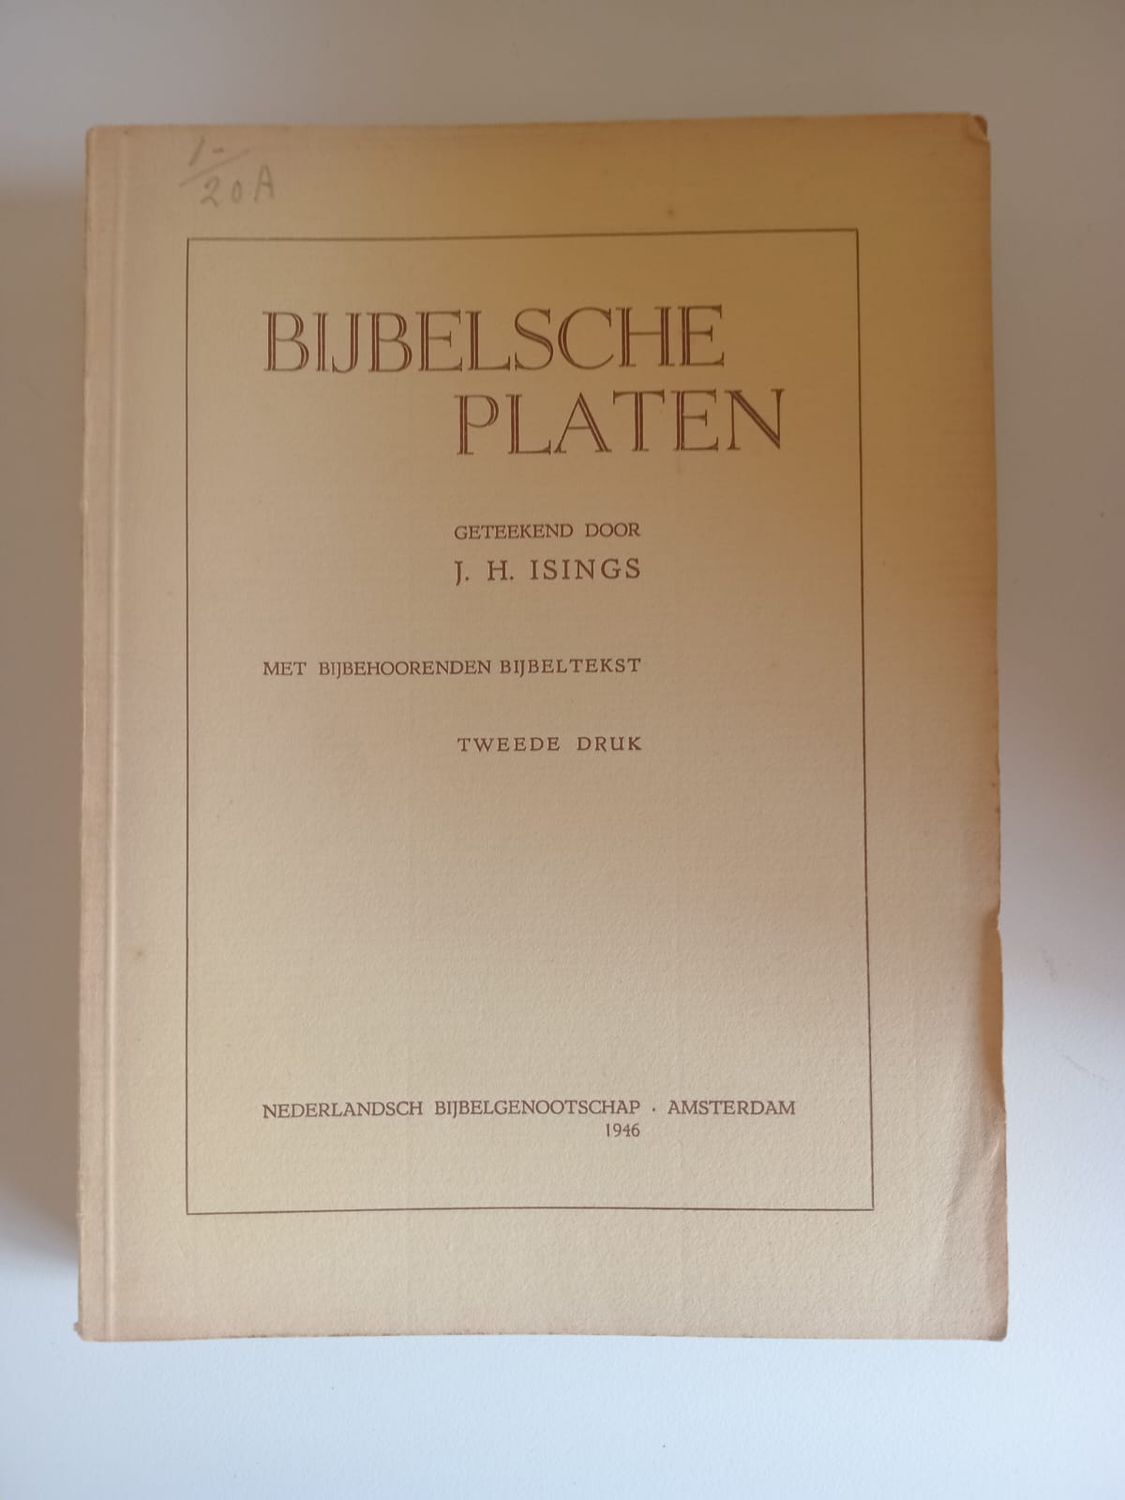 1-
20A
BIJBELSCHE
PLATEN
GETEEKEND DOOR
J. H. ISINGS
MET BIJBEHOORENDEN BIJBELTEKST
TWEEDE DRUK
NEDERLANDSCH BIJBELGENOOTSCHAP · AMSTERDAM
1946